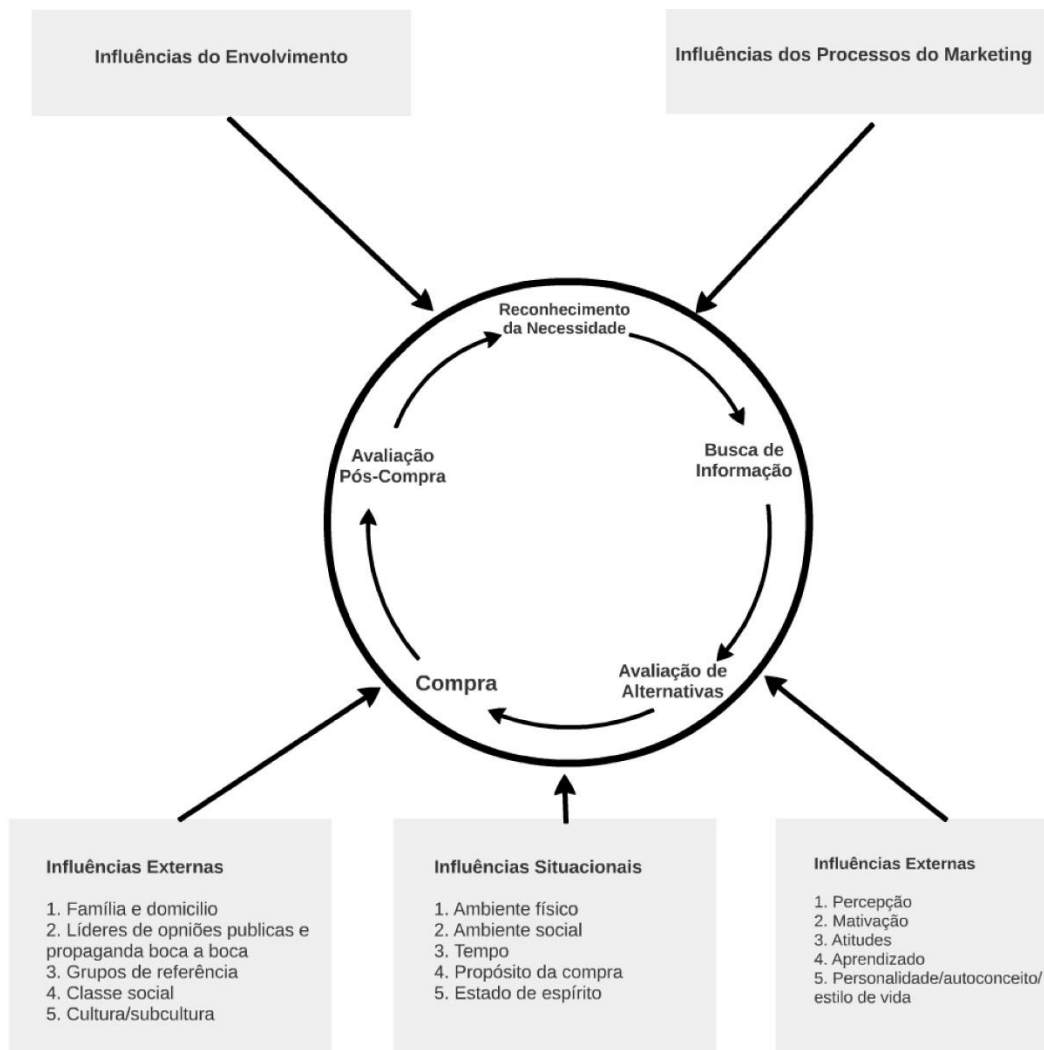 Influências do Envolvimento
Influências dos Processos do Marketing
Reconhecimento
da Necessidade
Busca de
Informação
Avaliação de
Alternativas
Compra
Avaliação
Pós-Compra
Influências Externas
1. Família e domicilio
2. Líderes de opniões publicas e
propaganda boca a boca
3. Grupos de referência
4. Classe social
5. Cultura/subcultura
Influências Situacionais
1. Ambiente físico
2. Ambiente social
3. Tempo
4. Propósito da compra
5. Estado de espírito
Influências Externas
1. Percepção
2. Mativação
3. Atitudes
4. Aprendizado
5. Personalidade/autoconceito/
estilo de vida